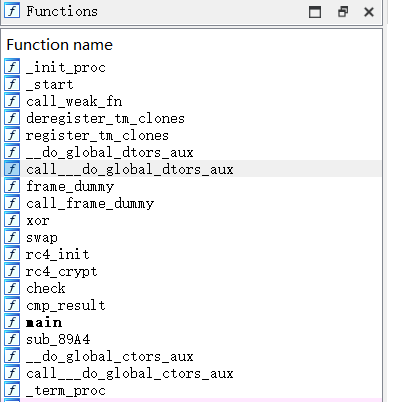 Functions
Function name
_init_proc
_start
call_weak_fn
deregister_tm_clones
register_tm_clones
__do_global_dtors_aux
call___do_global_dtors_aux
frame_dummy
call_frame_dummy
xor
swap
rc4_init
rc4_crypt
check
cmp_result
main
sub_89A4
__do_global_ctors_aux
call___do_global_ctors_aux
_term_proc